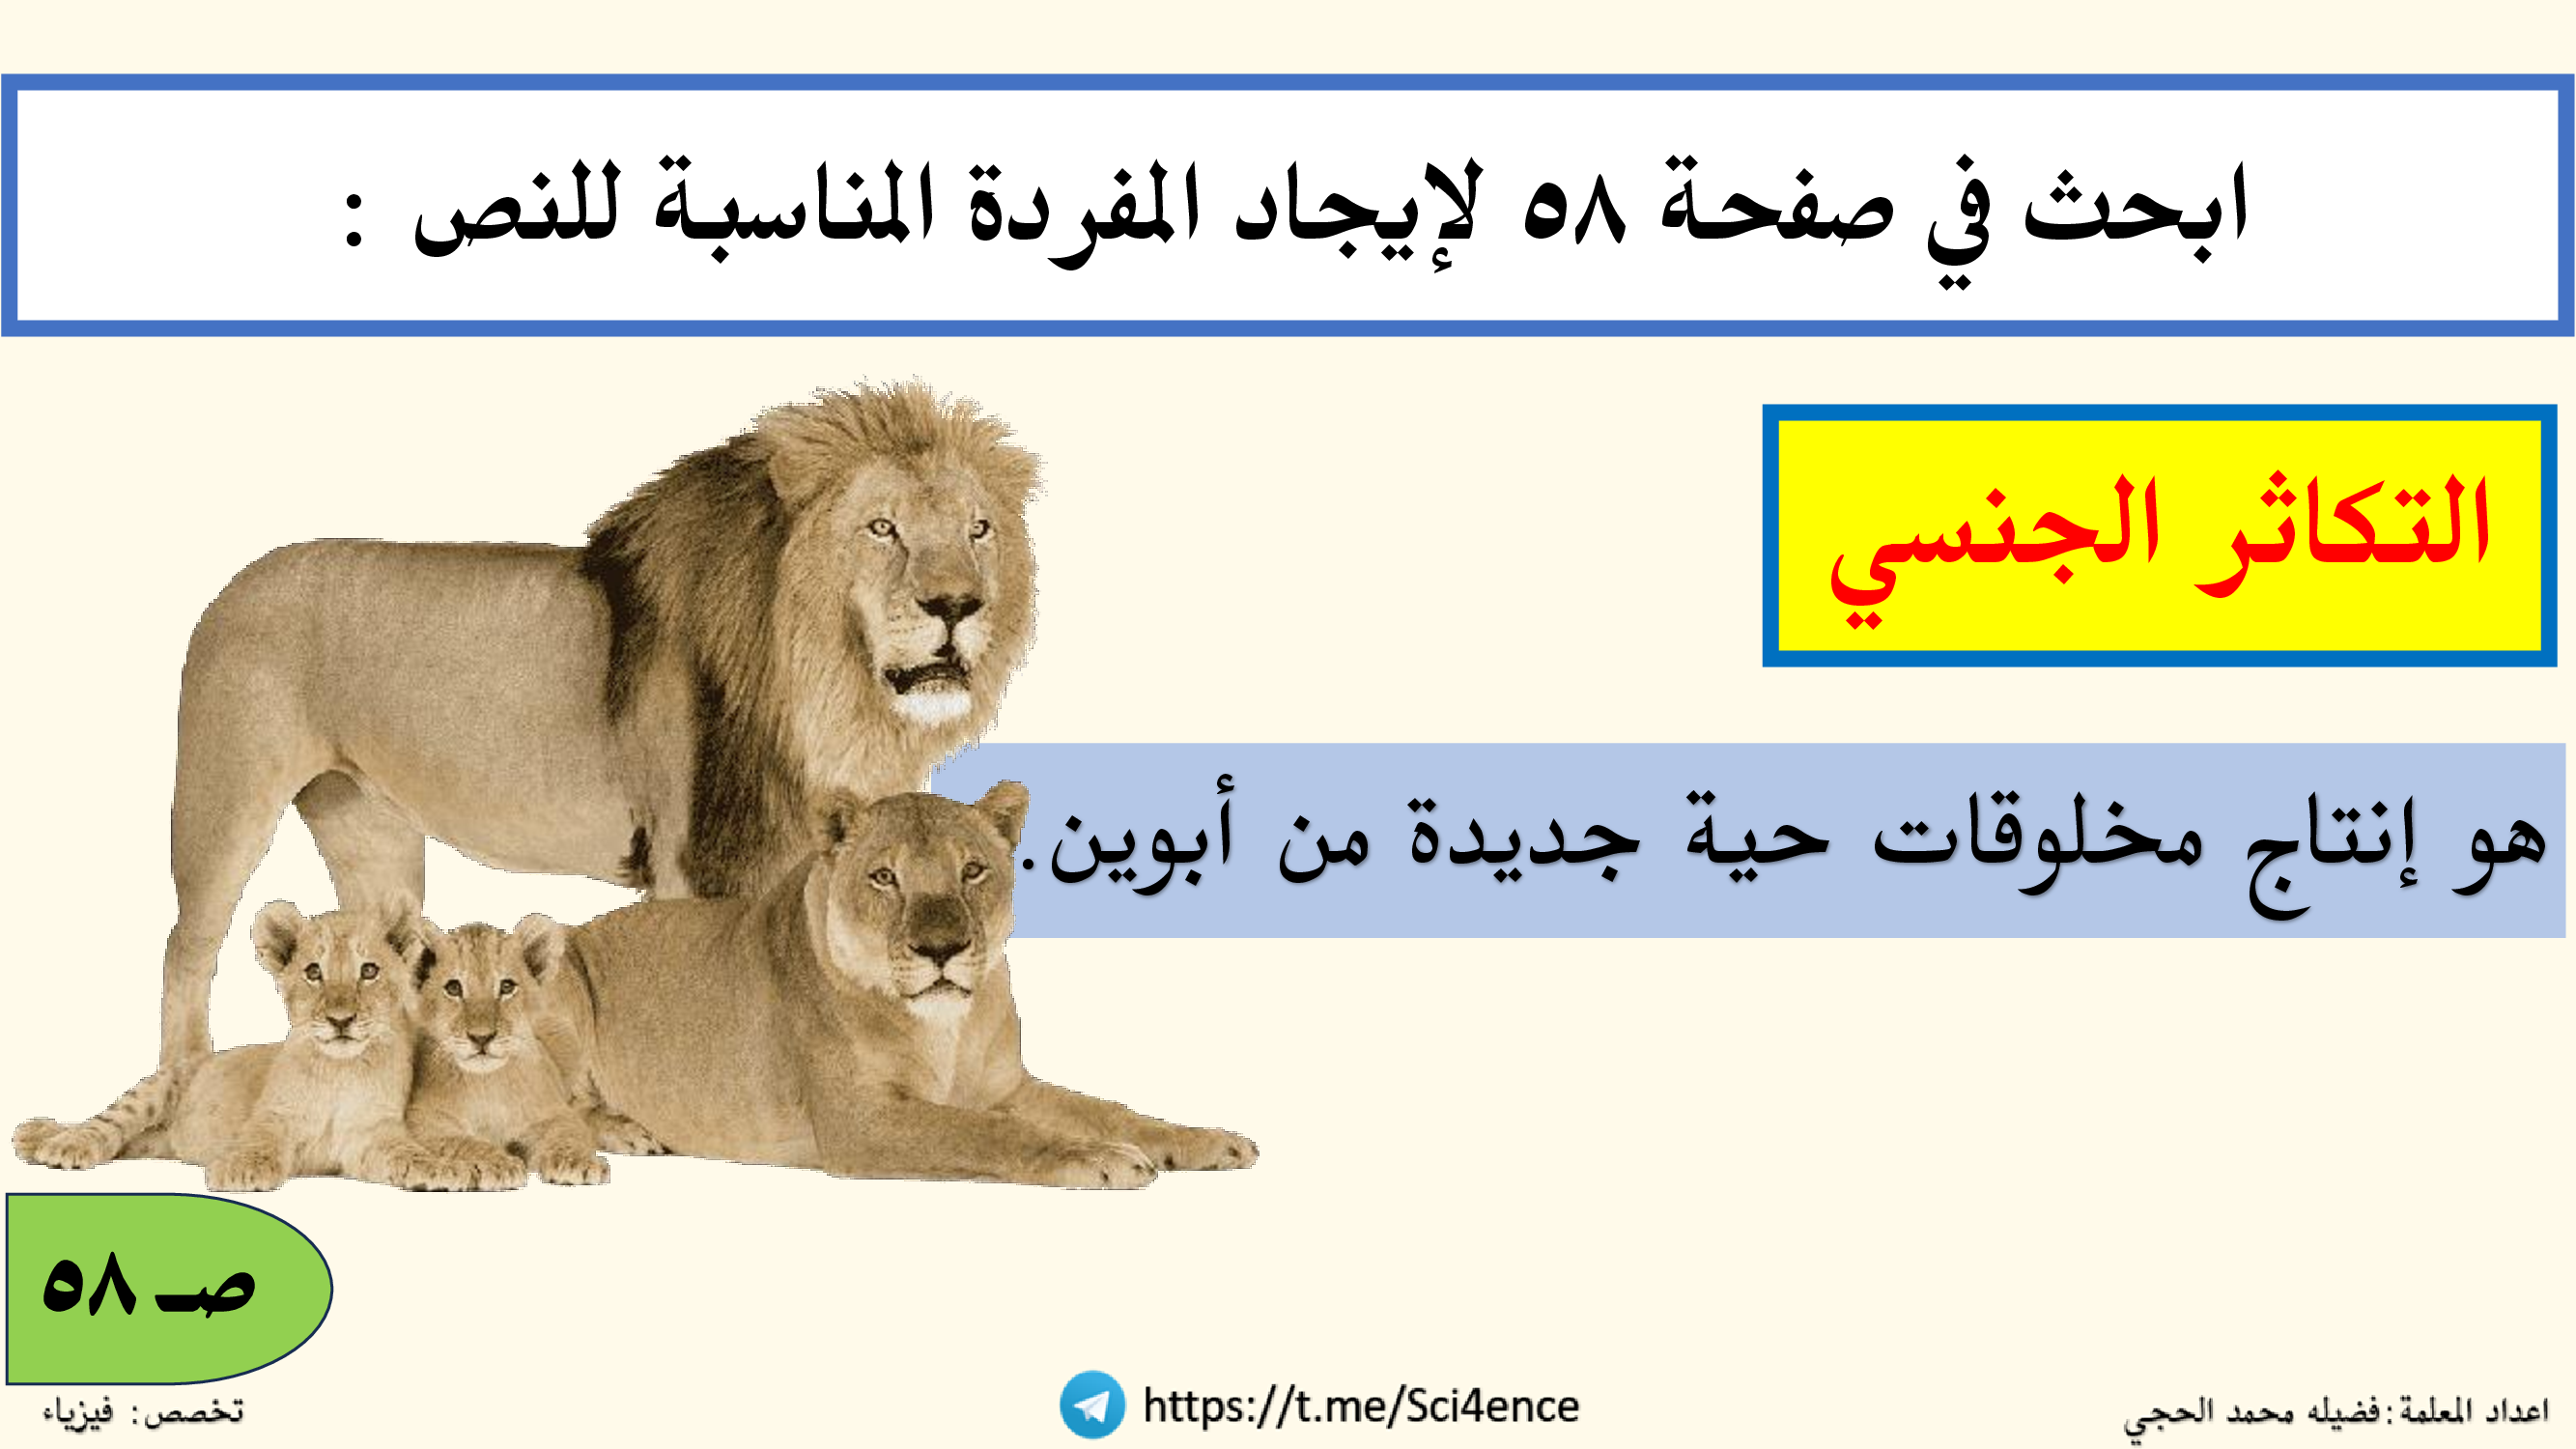 ابحث في صفحة ٥٨ لإيجاد المفردة المناسبة للنص :
التكاثر الجنسي
هو إنتاج مخلوقات حية جديدة من أبوين.
صـ ٥٨
اعداد المعلمة:فضيله محمد الحجي
https://t.me/Sci4ence
تخصص: فيزياء